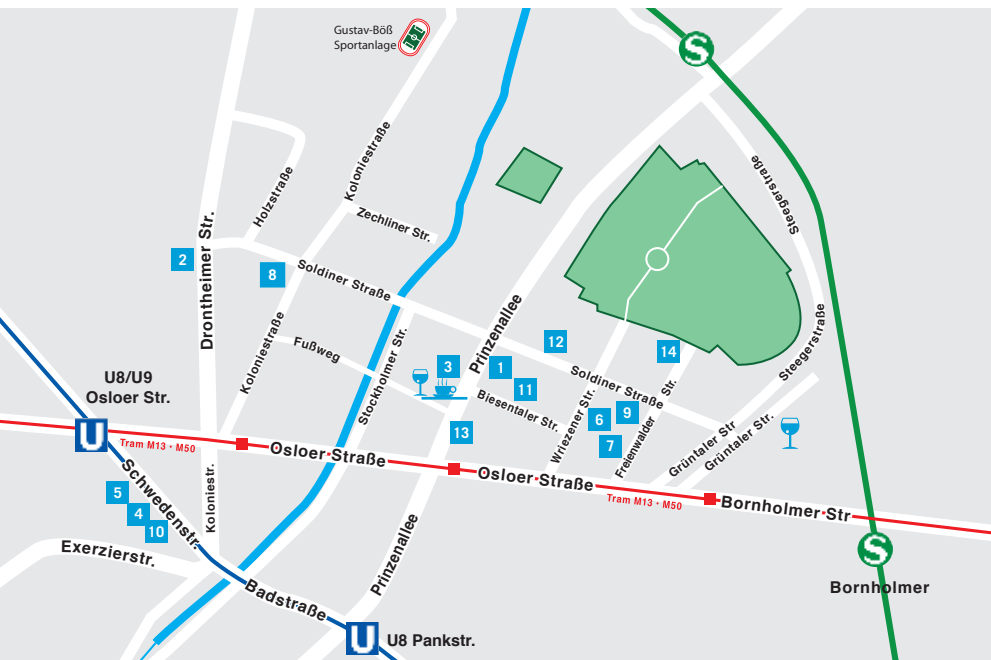 Gustav-Böß
Sportanlage
S
Koloniestraße
Holzstraße
Steegerstraße
Zechliner Str.
Drontheimer Str.
2
8
Soldiner Straße
Koloniestraße
Fußweg
Stockholmer Str.
Prinzenallee
3
1
12
14
11
Soldiner Straße
Steegerstraße
Biesentaler Str.
Wriezener Str.
6
9
7
Freienwalder Str.
Grüntaler Str
Grüntaler Str.
13
U8/U9
Osloer Str.
U
Tram M13 • M50
Osloer Straße
Osloer Straße
Tram M13 • M50
Bornholmer Str
Schwedenstr.
Koloniestr.
5
4
10
Exerzierstr.
Prinzenallee
S
Bornholmer
Badstraße
U
U8 Pankstr.